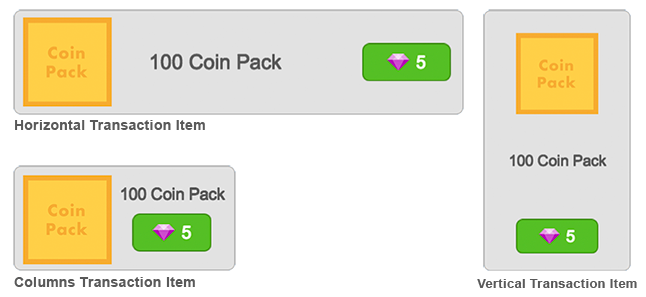 Coin
Pack
100 Coin Pack
5
Horizontal Transaction Item
Coin
Pack
100 Coin Pack
5
Columns Transaction Item
Coin
Pack
100 Coin Pack
5
Vertical Transaction Item